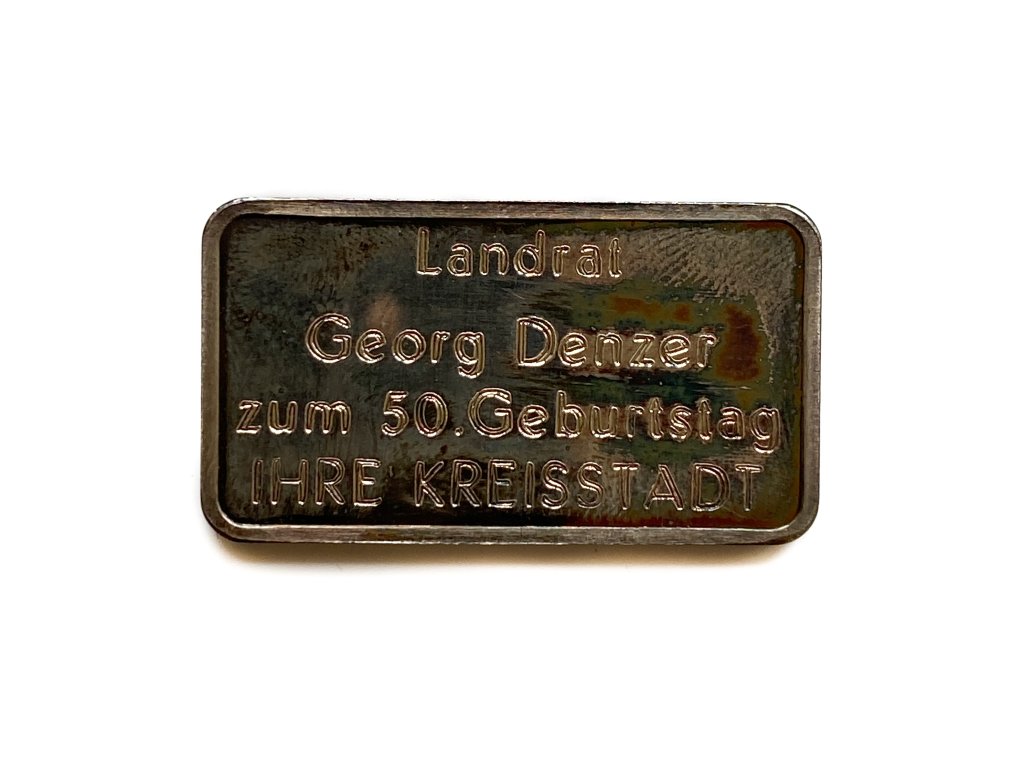 Landrat
Georg Denzer
zum 50.Geburtstag
IHRE KREISSTADT